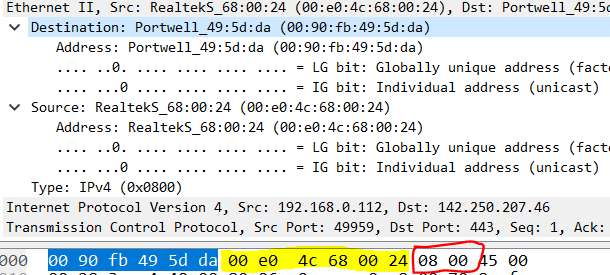 Ethernet II, Src: RealtekS_68:00:24 (00:e0:4c:68:00:24), Dst: Portwell_49:5d:da
Destination: Portwell_49:5d:da (00:90:fb:49:5d:da)
Address: Portwell_49:5d:da (00:90:fb:49:5d:da)
.... ..0. .... .... .... .... = LG bit: Globally unique address (facto
.... ...0 .... .... .... .... = IG bit: Individual address (unicast)
Source: RealtekS_68:00:24 (00:e0:4c:68:00:24)
Address: RealtekS_68:00:24 (00:e0:4c:68:00:24)
.... ..0. .... .... .... .... = LG bit: Globally unique address (facto
.... ...0 .... .... .... .... = IG bit: Individual address (unicast)
Type: IPv4 (0x0800)
Internet Protocol Version 4, Src: 192.168.0.112, Dst: 142.250.207.46
Transmission Control Protocol, Src Port: 49959, Dst Port: 443, Seq: 1, Ack:
000 00 90 fb 49 5d da 00 e0 4c 68 00 24 08 00 45 00